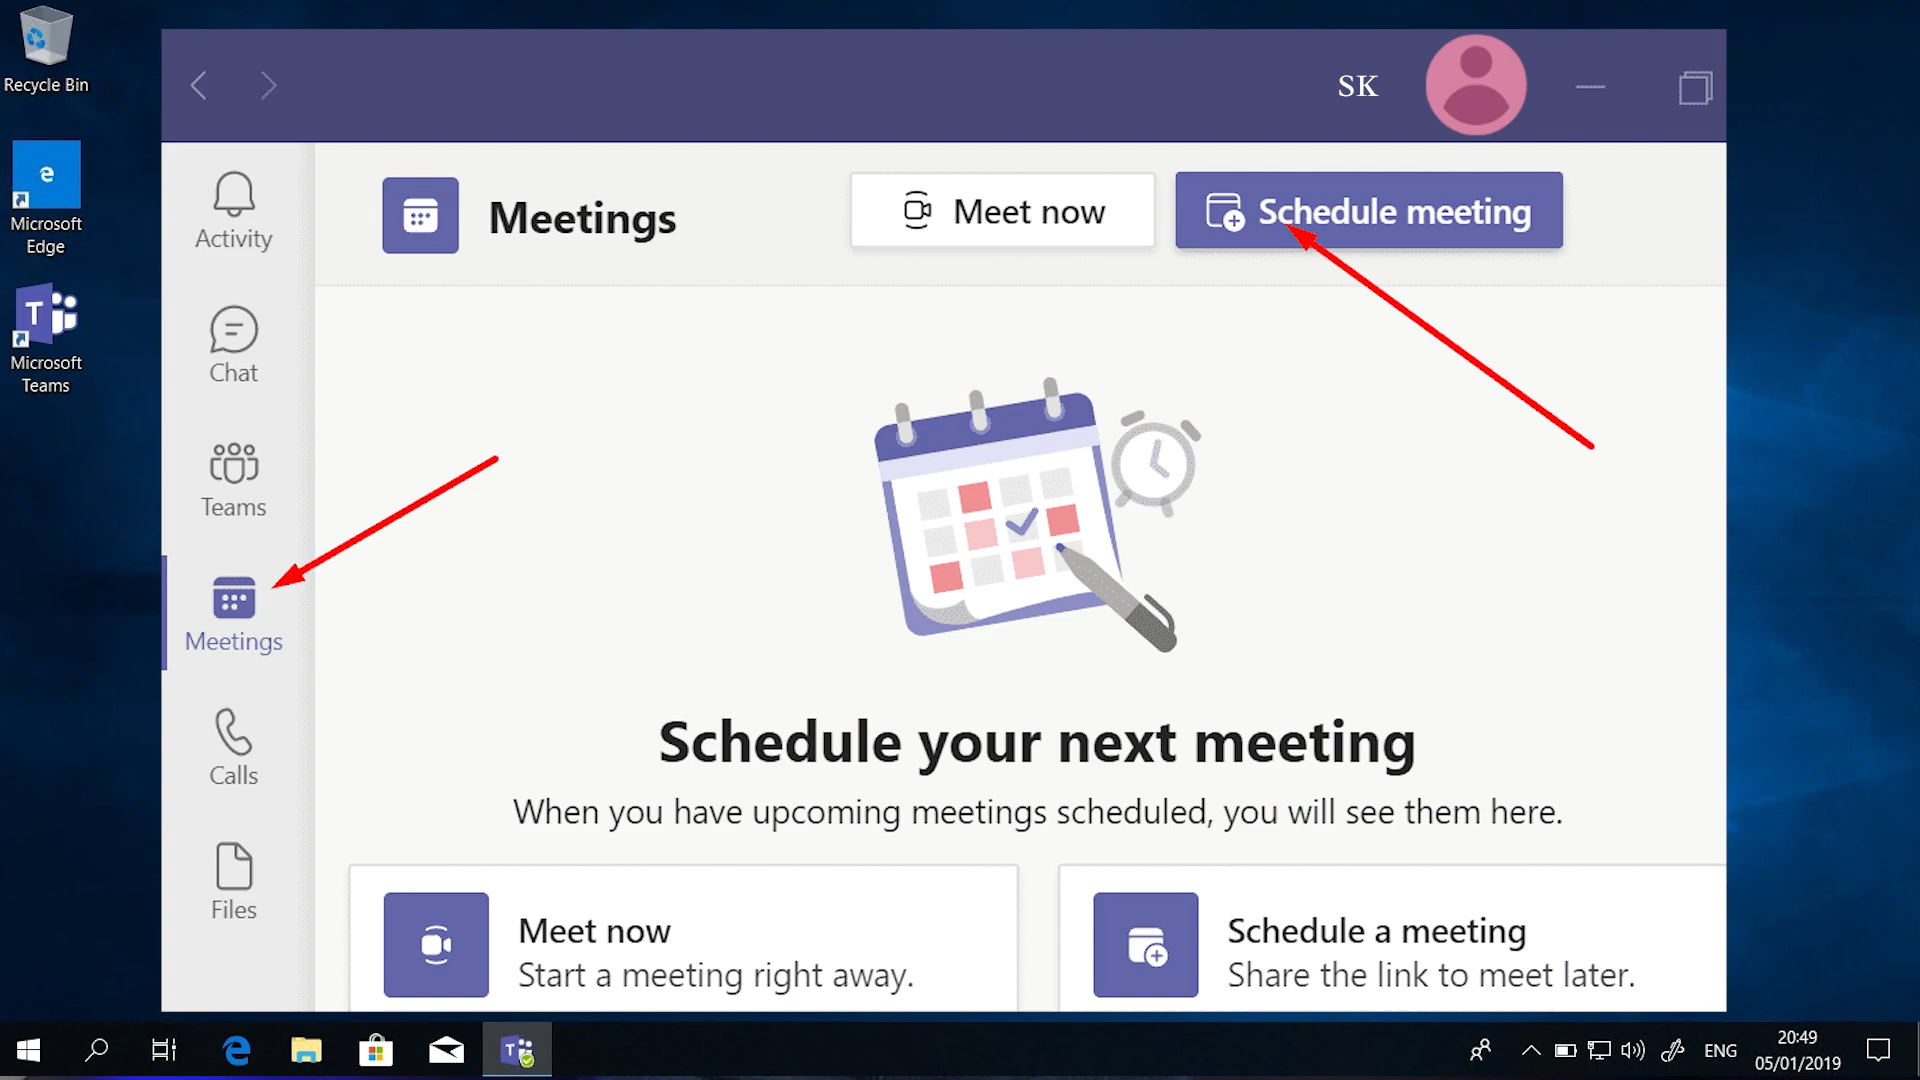 Recycle Bin
Microsoft
Edge
Microsoft
Teams
SK
Activity
Chat
Teams
Meetings
Calls
Files
Meetings
Meet now
Schedule meeting
Schedule your next meeting
When you have upcoming meetings scheduled, you will see them here.
Meet now
Start a meeting right away.
Schedule a meeting
Share the link to meet later.
ENG
20:49
05/01/2019